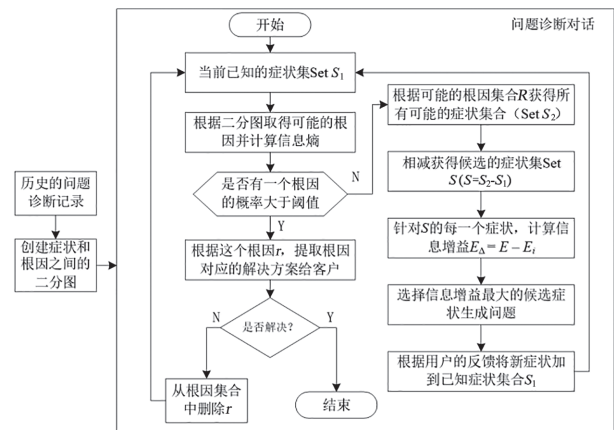 问题诊断对话
开始
当前已知的症状集Set S₁
根据二分图取得可能的根
因并计算信息熵
是否有一个根因
的概率大于阈值
N
Y
根据这个根因r，提取根因
对应的解决方案给客户
是否解决?
N
Y
从根因集合
中删除r
结束
历史的问题
诊断记录
创建症状和
根因之间的
二分图
根据可能的根因集合R获得所
有可能的症状集合（Set S₂）
相减获得候选的症状集Set
S (S=S₂-S₁)
针对S的每一个症状，计算信
息增益E_Δ = E – E_i
选择信息增益最大的候选症
状生成问题
根据用户的反馈将新症状加
到已知症状集合S₁